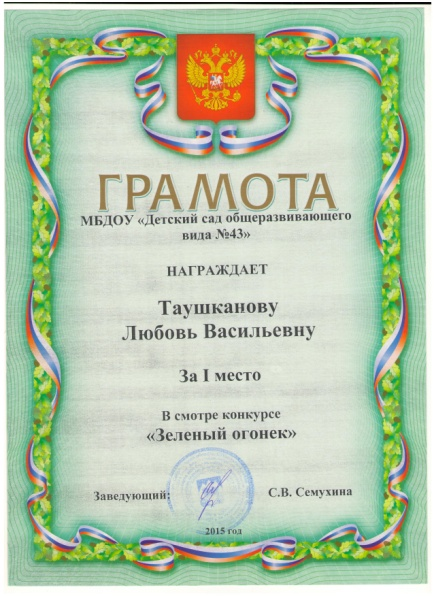 ГРАМОТА
МБДОУ «Детский сад общеразвивающего
вида №43»
НАГРАЖДАЕТ
Таушканову
Любовь Васильевну
За I место
В смотре конкурсе
«Зеленый огонек»
Заведующий:
С.В. Семухина
2015 год